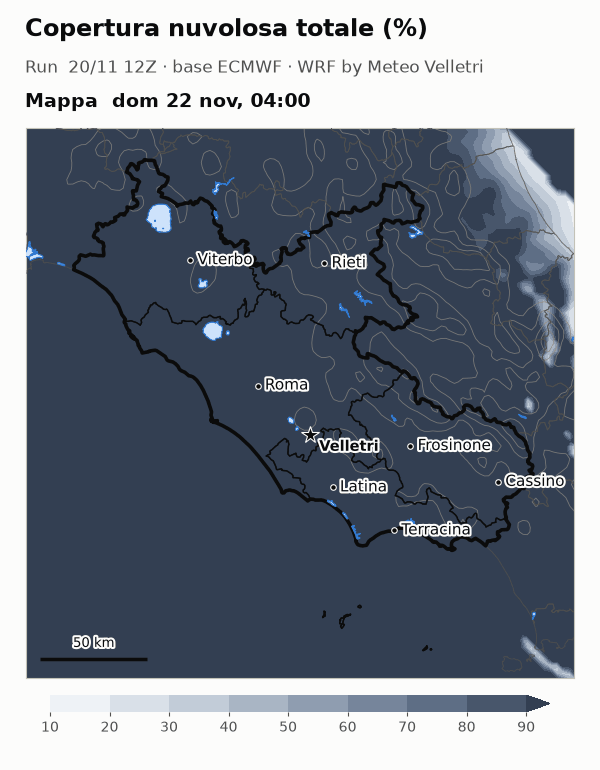 Copertura nuvolosa totale (%)
Run  20/11 12Z · base ECMWF · WRF by Meteo Velletri
Mappa  dom 22 nov, 04:00
Viterbo
Rieti
Roma
Velletri
Frosinone
Latina
Cassino
Terracina
50 km
10 20 30 40 50 60 70 80 90